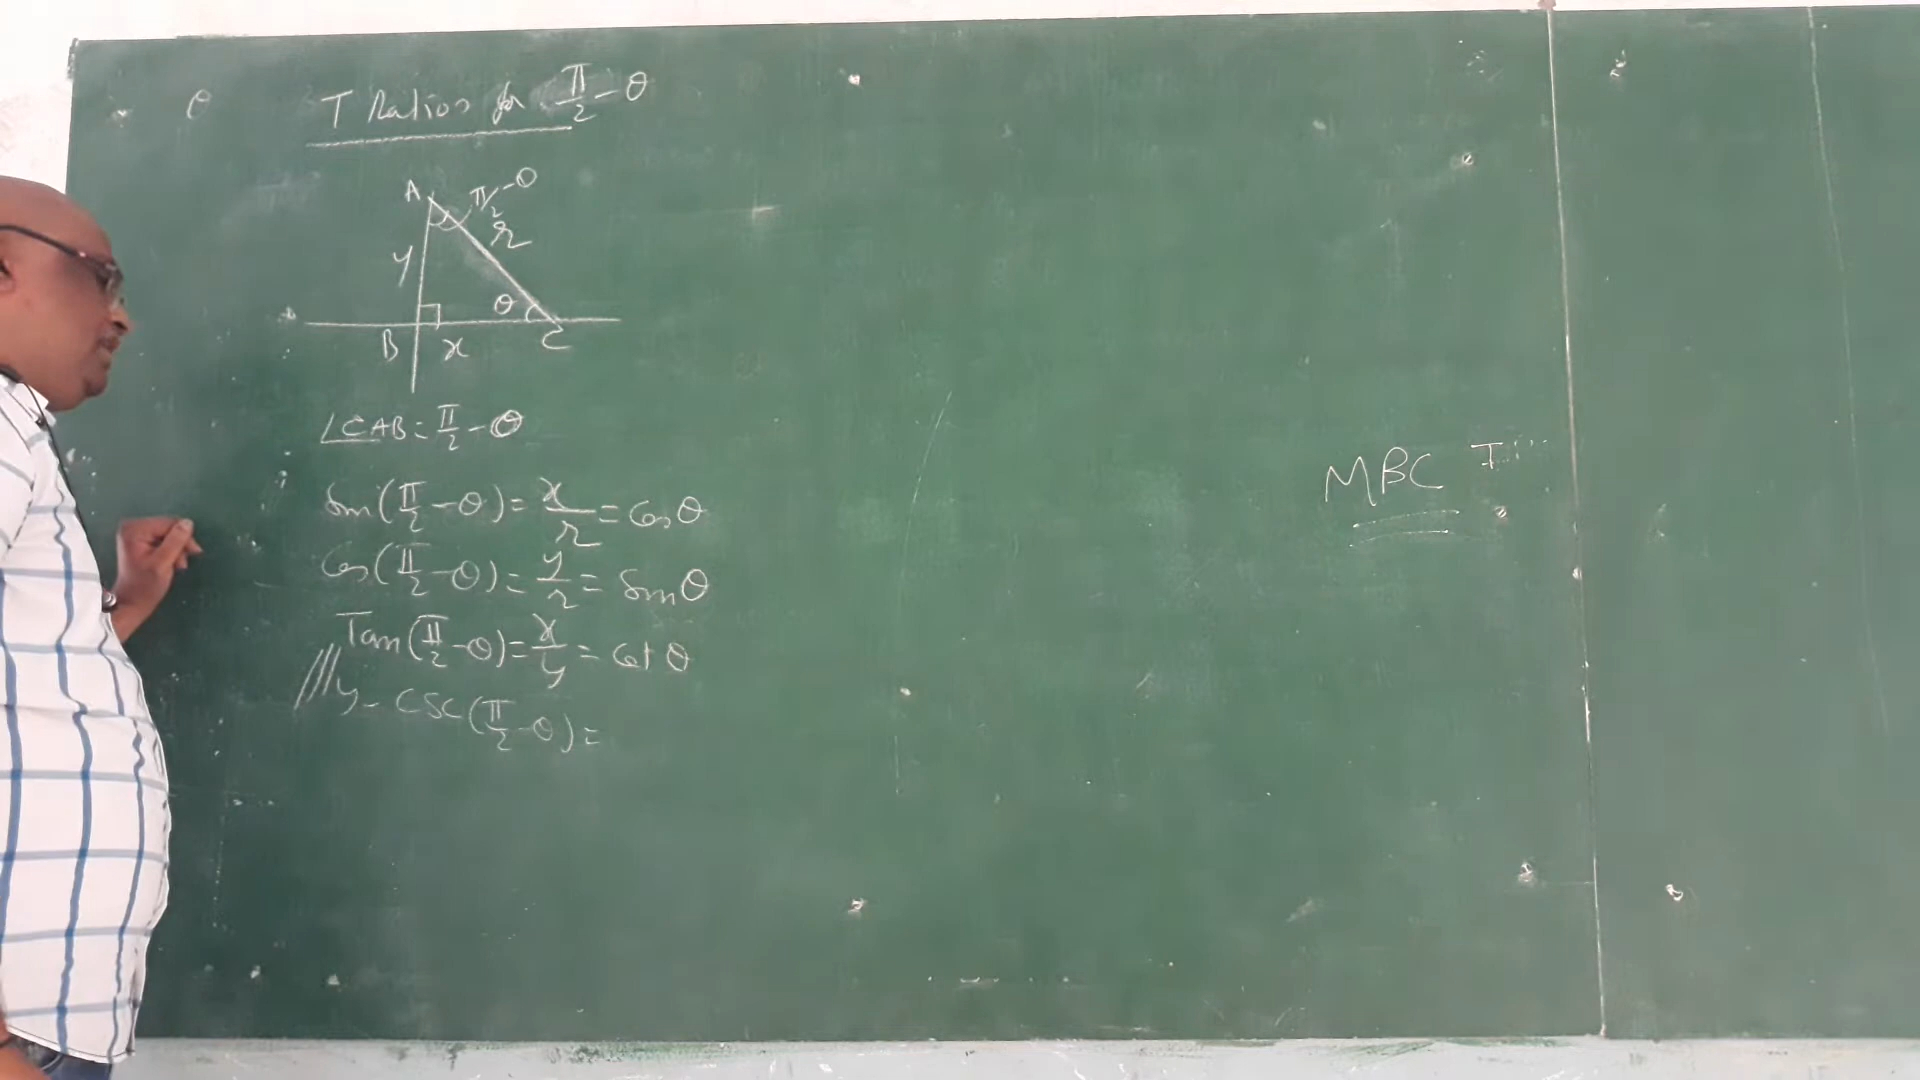 T Ratios for π/2 - θ
A
π/2 - θ
r
y
θ
B
x
C
∠CAB = π/2 - θ
Sin(π/2 - θ) = x/r = Cos θ
Cos(π/2 - θ) = y/r = Sin θ
Tan(π/2 - θ) = x/y = Cot θ
///ly - CSC(π/2 - θ) =
MBC